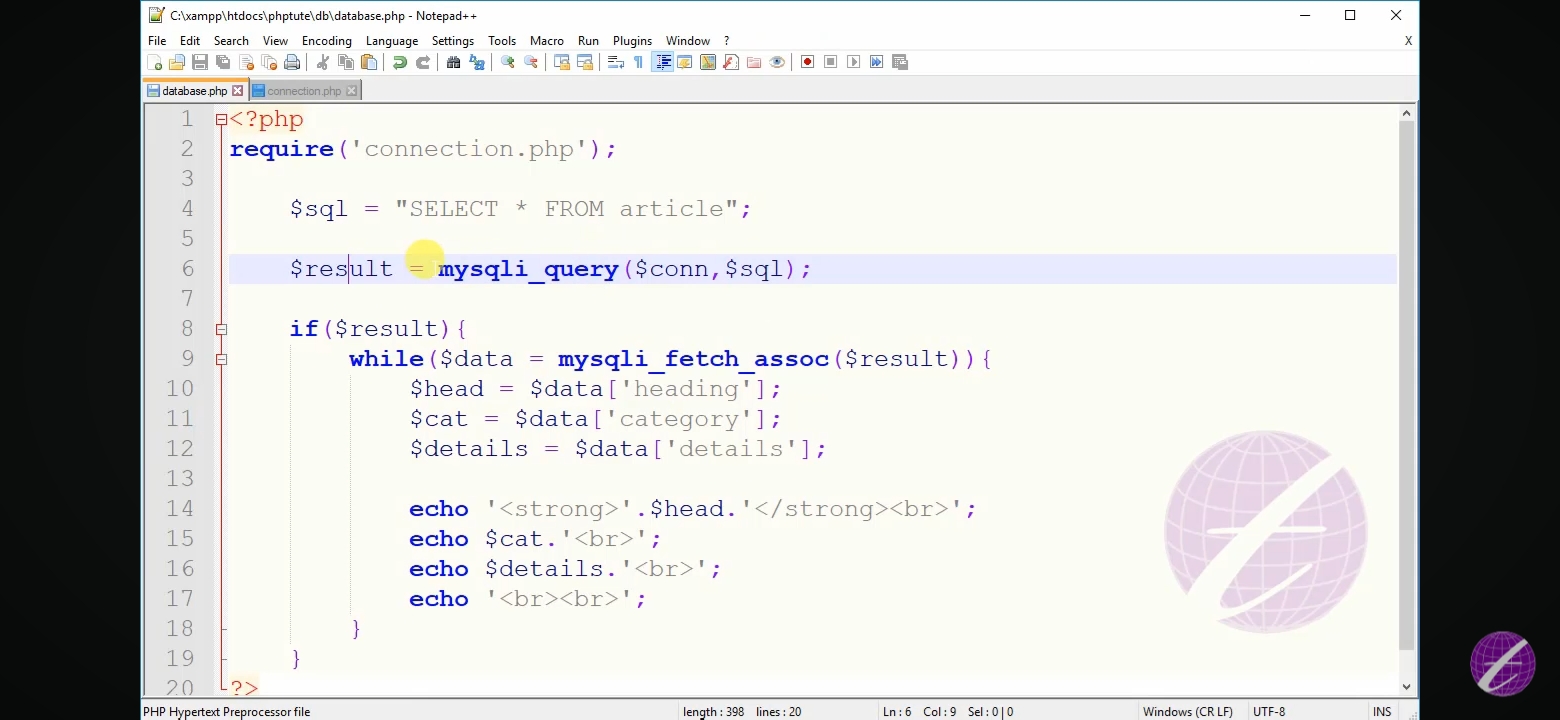 C:\xampp\htdocs\phptute\db\database.php - Notepad++
File Edit Search View Encoding Language Settings Tools Macro Run Plugins Window ? X
database.php connection.php
1 <?php
2 require('connection.php');
3
4 $sql = "SELECT * FROM article";
5
6 $result = mysqli_query($conn,$sql);
7
8 if($result){
9 while($data = mysqli_fetch_assoc($result)){
10 $head = $data['heading'];
11 $cat = $data['category'];
12 $details = $data['details'];
13
14 echo '<strong>'.$head.'</strong><br>';
15 echo $cat.'<br>';
16 echo $details.'<br>';
17 echo '<br><br>';
18 }
19 }
20 ?>
PHP Hypertext Preprocessor file length : 398 lines : 20 Ln : 6 Col : 9 Sel : 0 | 0 Windows (CR LF) UTF-8 INS